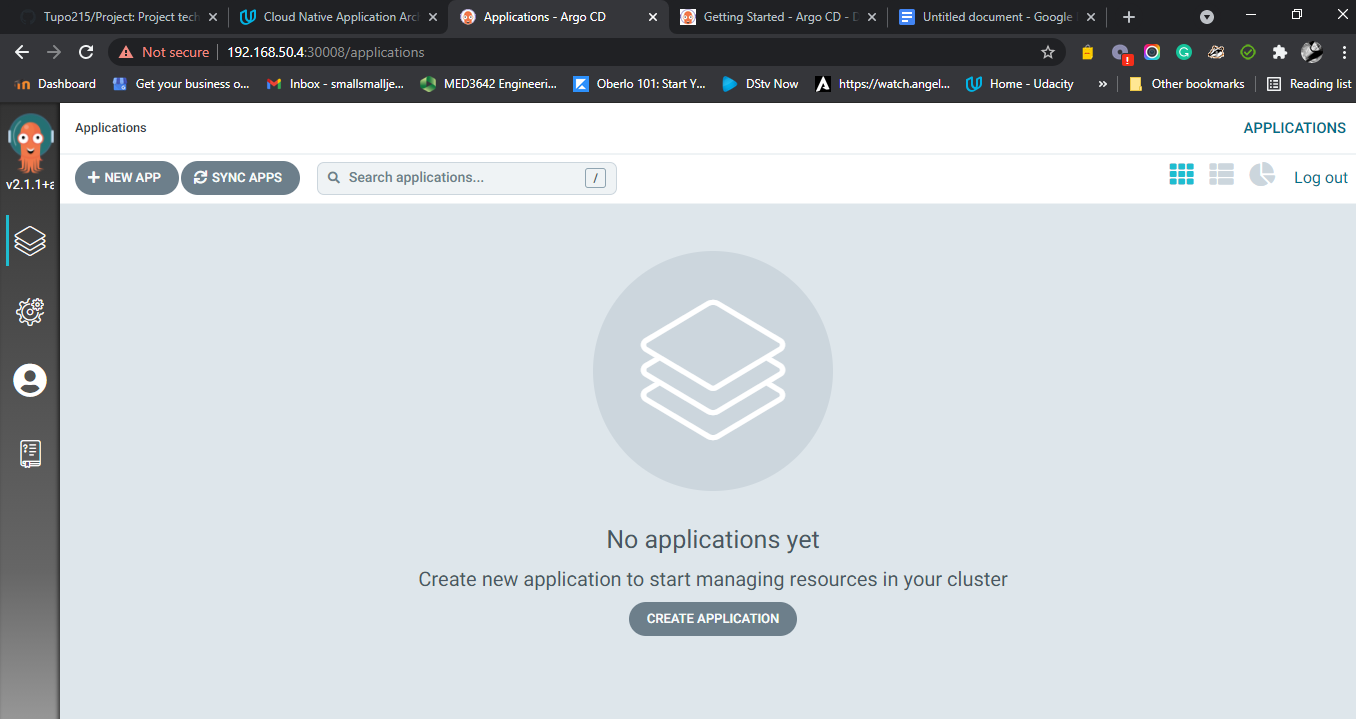 Tupo215/Project: Project tech
Cloud Native Application Arc
Applications - Argo CD
Getting Started - Argo CD - D
Untitled document - Google
Not secure
192.168.50.4:30008/applications
Dashboard
Get your business o...
Inbox - smallsmallje...
MED3642 Engineeri...
Oberlo 101: Start Y...
DStv Now
https://watch.angel...
Home - Udacity
»
Other bookmarks
Reading list
Applications
APPLICATIONS
v2.1.1+a
NEW APP
SYNC APPS
Search applications...
/
Log out
No applications yet
Create new application to start managing resources in your cluster
CREATE APPLICATION